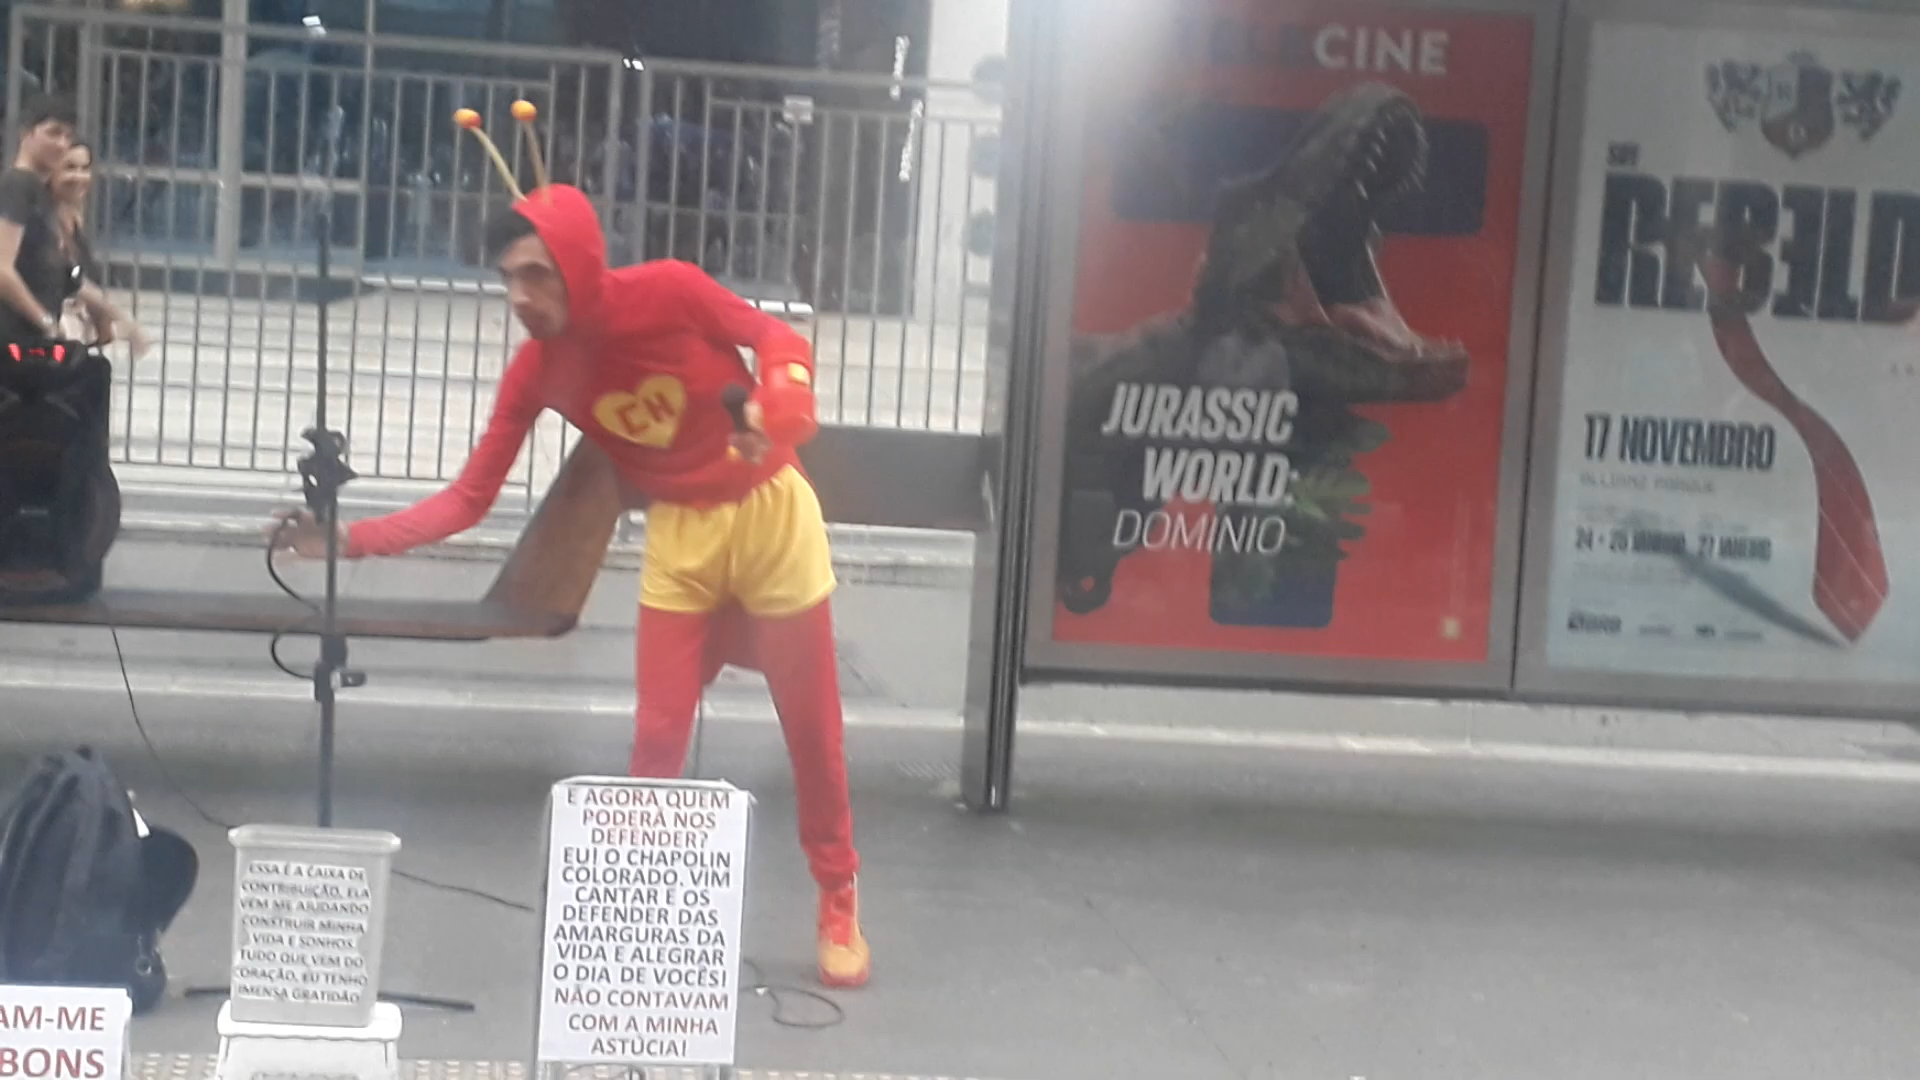 CINE
JURASSIC
WORLD:
DOMINIO
SOY
REBELD
17 NOVEMBRO
CH
E AGORA QUEM
PODERÁ NOS
DEFENDER?
EU! O CHAPOLIN
COLORADO. VIM
CANTAR E OS
DEFENDER DAS
AMARGURAS DA
VIDA E ALEGRAR
O DIA DE VOCÊS!
NÃO CONTAVAM
COM A MINHA
ASTÚCIA!
ESSA É A CAIXA DE
CONTRIBUIÇÃO, ELA
VEM ME AJUDANDO
CONSTRUIR MINHA
VIDA E SONHOS.
TUDO QUE VEM DO
CORAÇÃO, EU TENHO
IMENSA GRATIDÃO
AM-ME
BONS